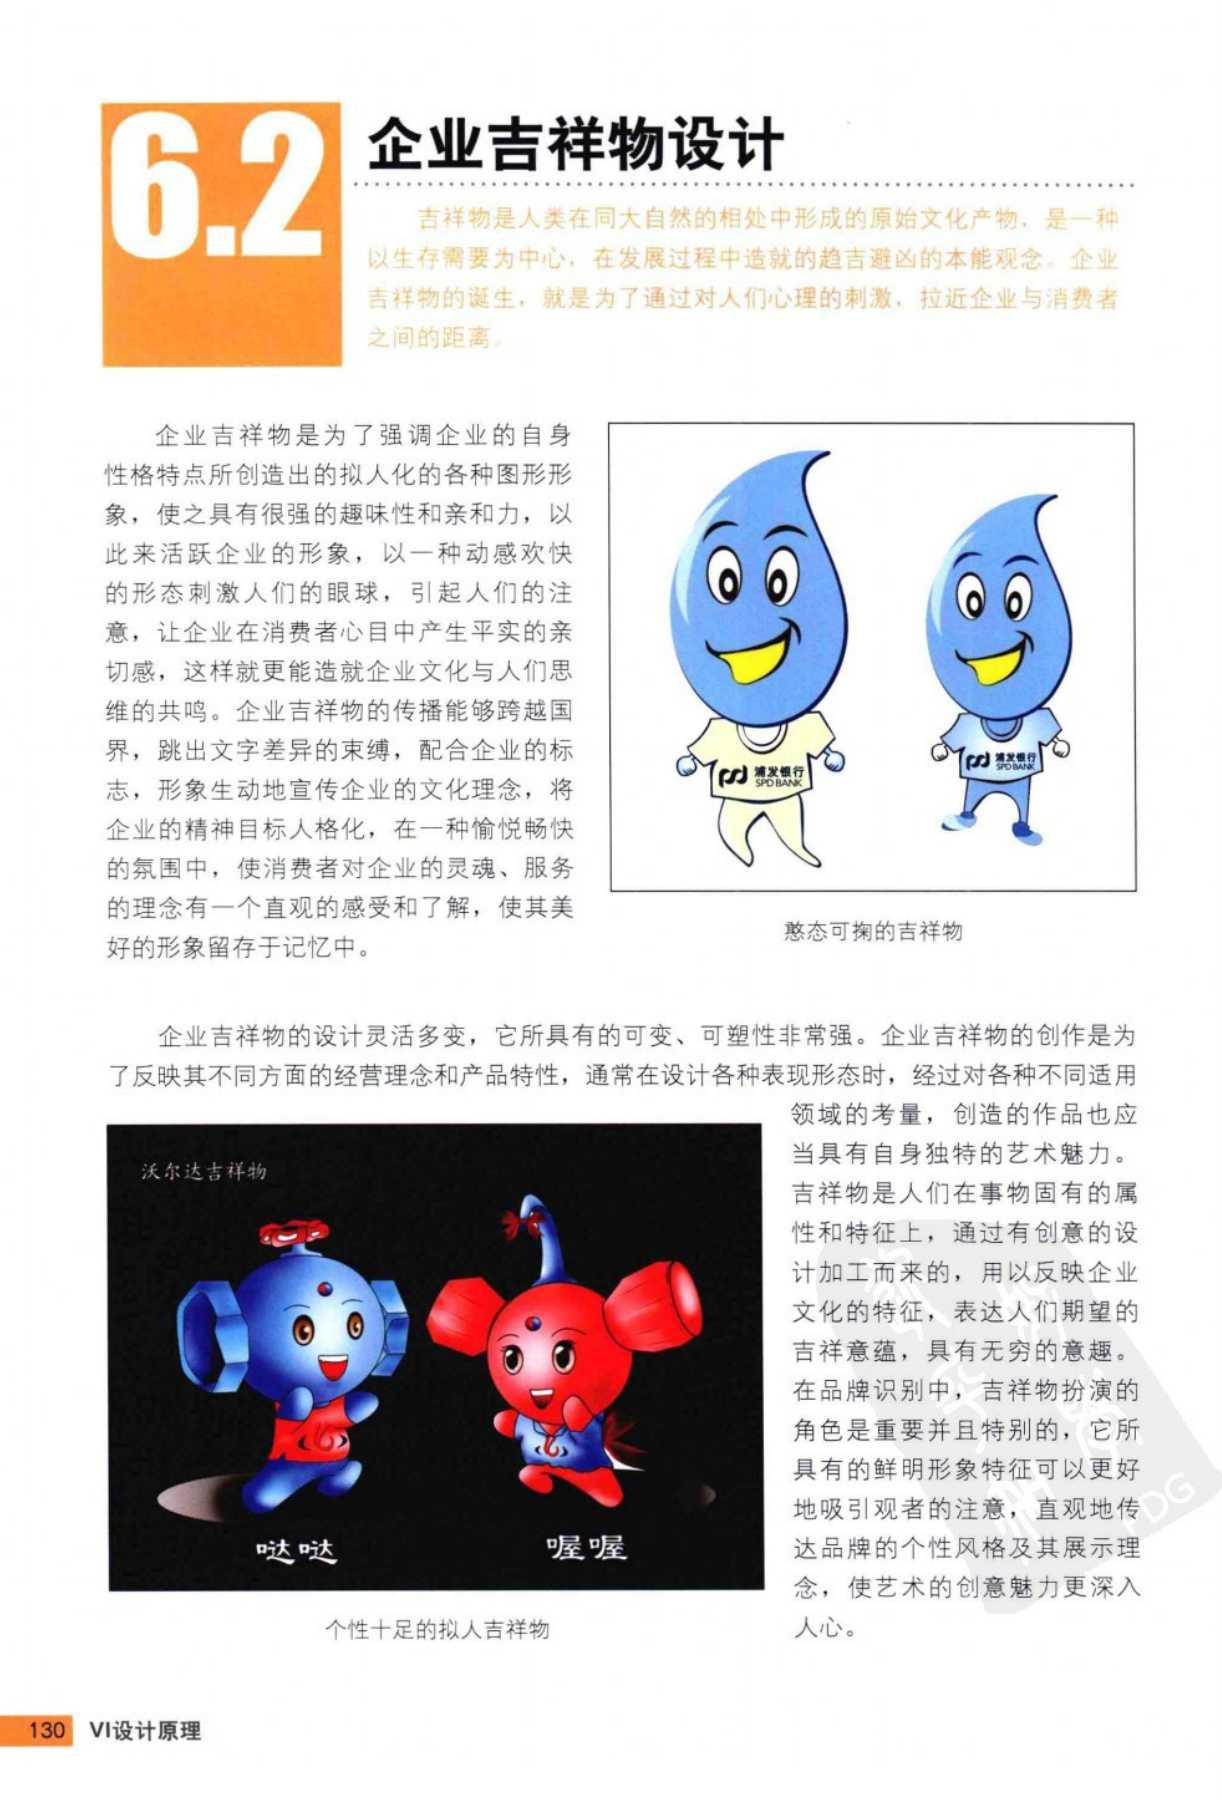 6.2
企业吉祥物设计
吉祥物是人类在同大自然的相处中形成的原始文化产物，是一种
以生存需要为中心，在发展过程中造就的趋吉避凶的本能观念。企业
吉祥物的诞生，就是为了通过对人们心理的刺激，拉近企业与消费者
之间的距离。
企业吉祥物是为了强调企业的自身
性格特点所创造出的拟人化的各种图形形
象，使之具有很强的趣味性和亲和力，以
此来活跃企业的形象，以一种动感欢快
的形态刺激人们的眼球，引起人们的注
意，让企业在消费者心目中产生平实的亲
切感，这样就更能造就企业文化与人们思
维的共鸣。企业吉祥物的传播能够跨越国
界，跳出文字差异的束缚，配合企业的标
志，形象生动地宣传企业的文化理念，将
企业的精神目标人格化，在一种愉悦畅快
的氛围中，使消费者对企业的灵魂、服务
的理念有一个直观的感受和了解，使其美
好的形象留存于记忆中。
浦发银行
SPD BANK
浦发银行
SPD BANK
憨态可掬的吉祥物
企业吉祥物的设计灵活多变，它所具有的可变、可塑性非常强。企业吉祥物的创作是为
了反映其不同方面的经营理念和产品特性，通常在设计各种表现形态时，经过对各种不同适用
领域的考量，创造的作品也应
当具有自身独特的艺术魅力。
吉祥物是人们在事物固有的属
性和特征上，通过有创意的设
计加工而来的，用以反映企业
文化的特征，表达人们期望的
吉祥意蕴，具有无穷的意趣。
在品牌识别中，吉祥物扮演的
角色是重要并且特别的，它所
具有的鲜明形象特征可以更好
地吸引观者的注意，直观地传
达品牌的个性风格及其展示理
念，使艺术的创意魅力更深入
人心。
沃尔达吉祥物
哒哒
喔喔
个性十足的拟人吉祥物
PDG
130 VI设计原理